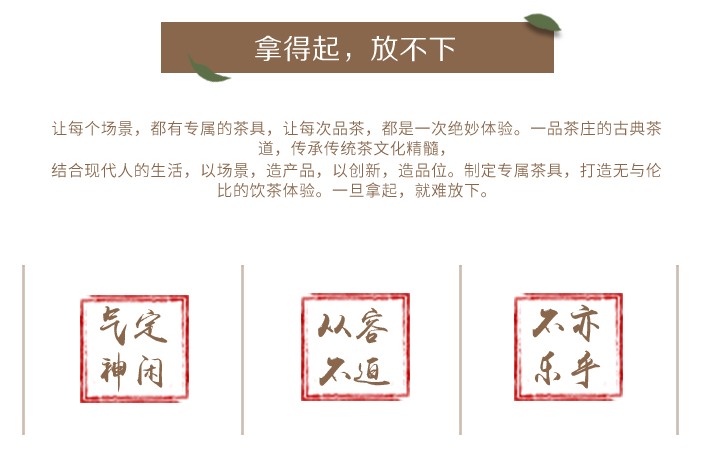 拿得起，放不下
让每个场景，都有专属的茶具，让每次品茶，都是一次绝妙体验。一品茶庄的古典茶
道，传承传统茶文化精髓，
结合现代人的生活，以场景，造产品，以创新，造品位。制定专属茶具，打造无与伦
比的饮茶体验。一旦拿起，就难放下。
气定
神闲
从容
不迫
不亦
乐乎